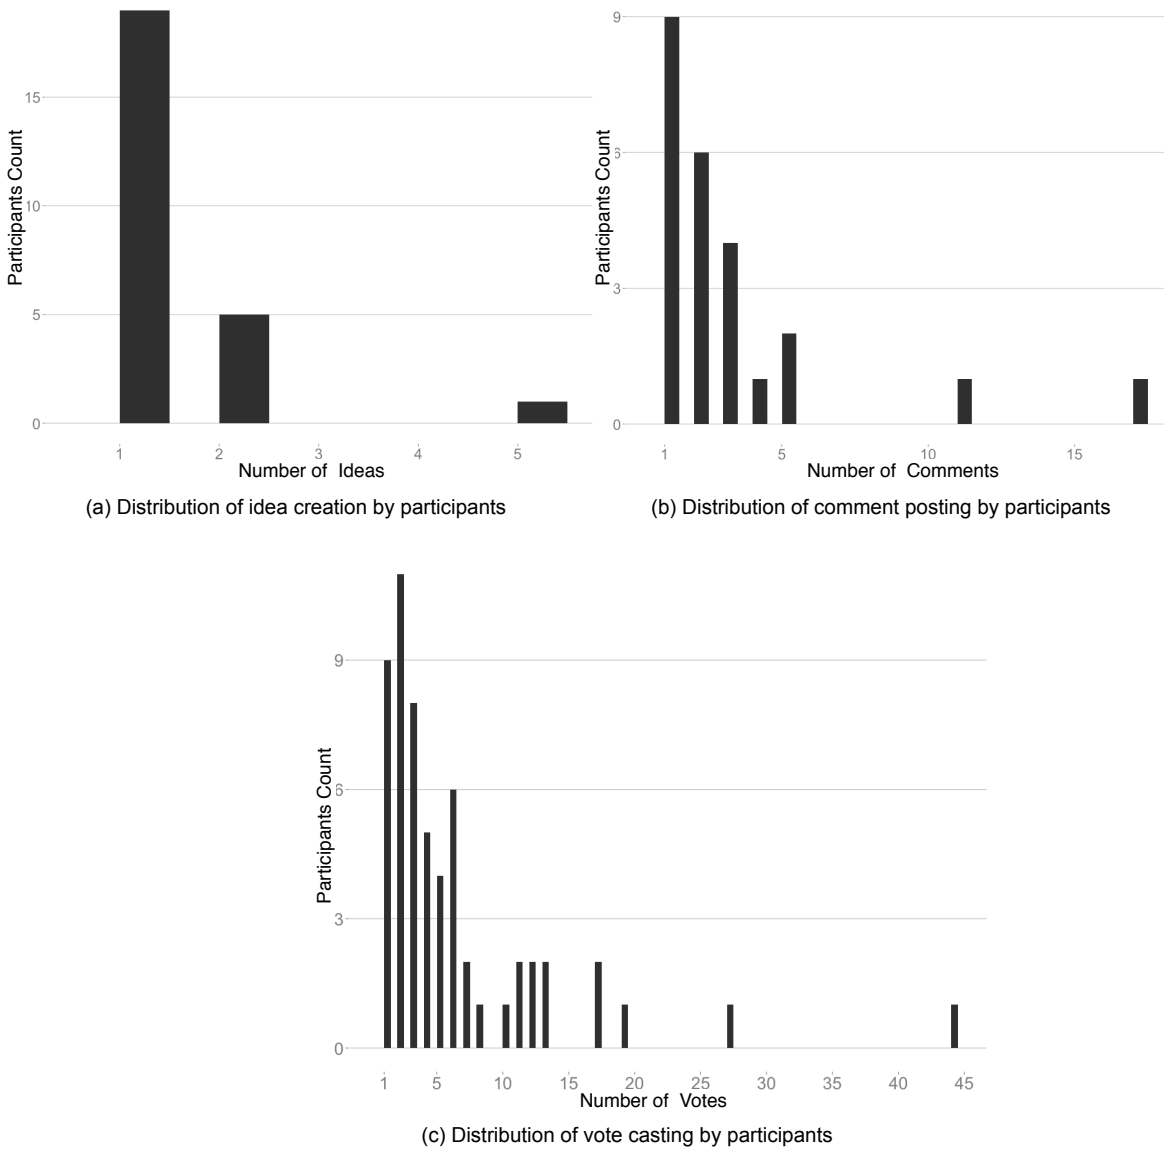 15
10
5
0
Participants Count
1 2 3 4 5
Number of Ideas
(a) Distribution of idea creation by participants
9
6
3
0
Participants Count
1 5 10 15
Number of Comments
(b) Distribution of comment posting by participants
9
6
3
0
Participants Count
1 5 10 15 20 25 30 35 40 45
Number of Votes
(c) Distribution of vote casting by participants